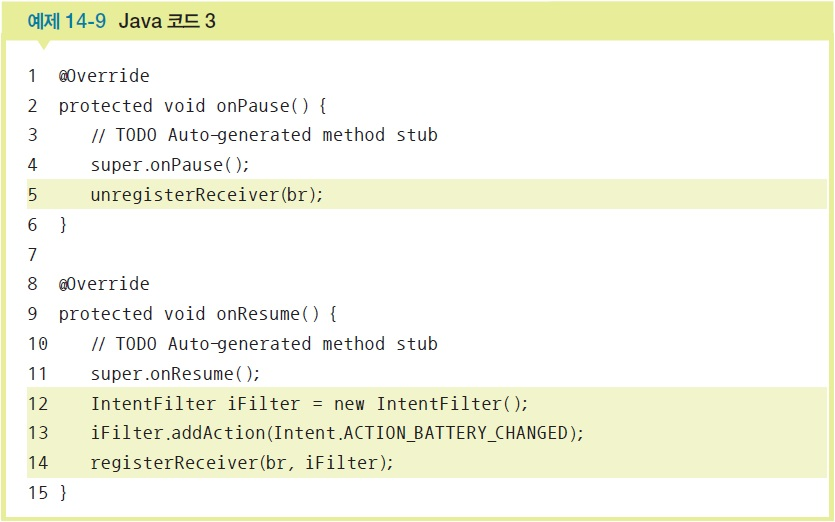 예제 14-9 Java 코드 3
1 @Override
2 protected void onPause() {
3 // TODO Auto-generated method stub
4 super.onPause();
5 unregisterReceiver(br);
6 }
7
8 @Override
9 protected void onResume() {
10 // TODO Auto-generated method stub
11 super.onResume();
12 IntentFilter iFilter = new IntentFilter();
13 iFilter.addAction(Intent.ACTION_BATTERY_CHANGED);
14 registerReceiver(br, iFilter);
15 }